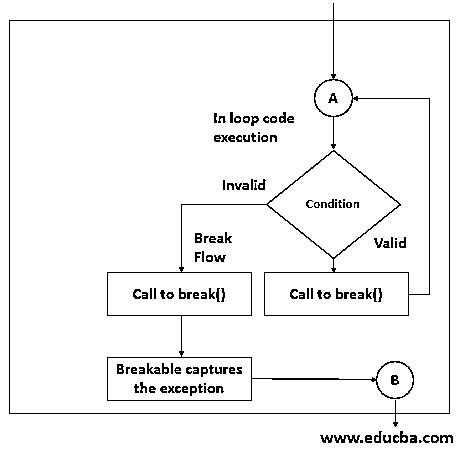 A
In loop code
execution
Invalid
Condition
Break
Flow
Valid
Call to break()
Call to break()
Breakable captures
the exception
B
www.educba.com